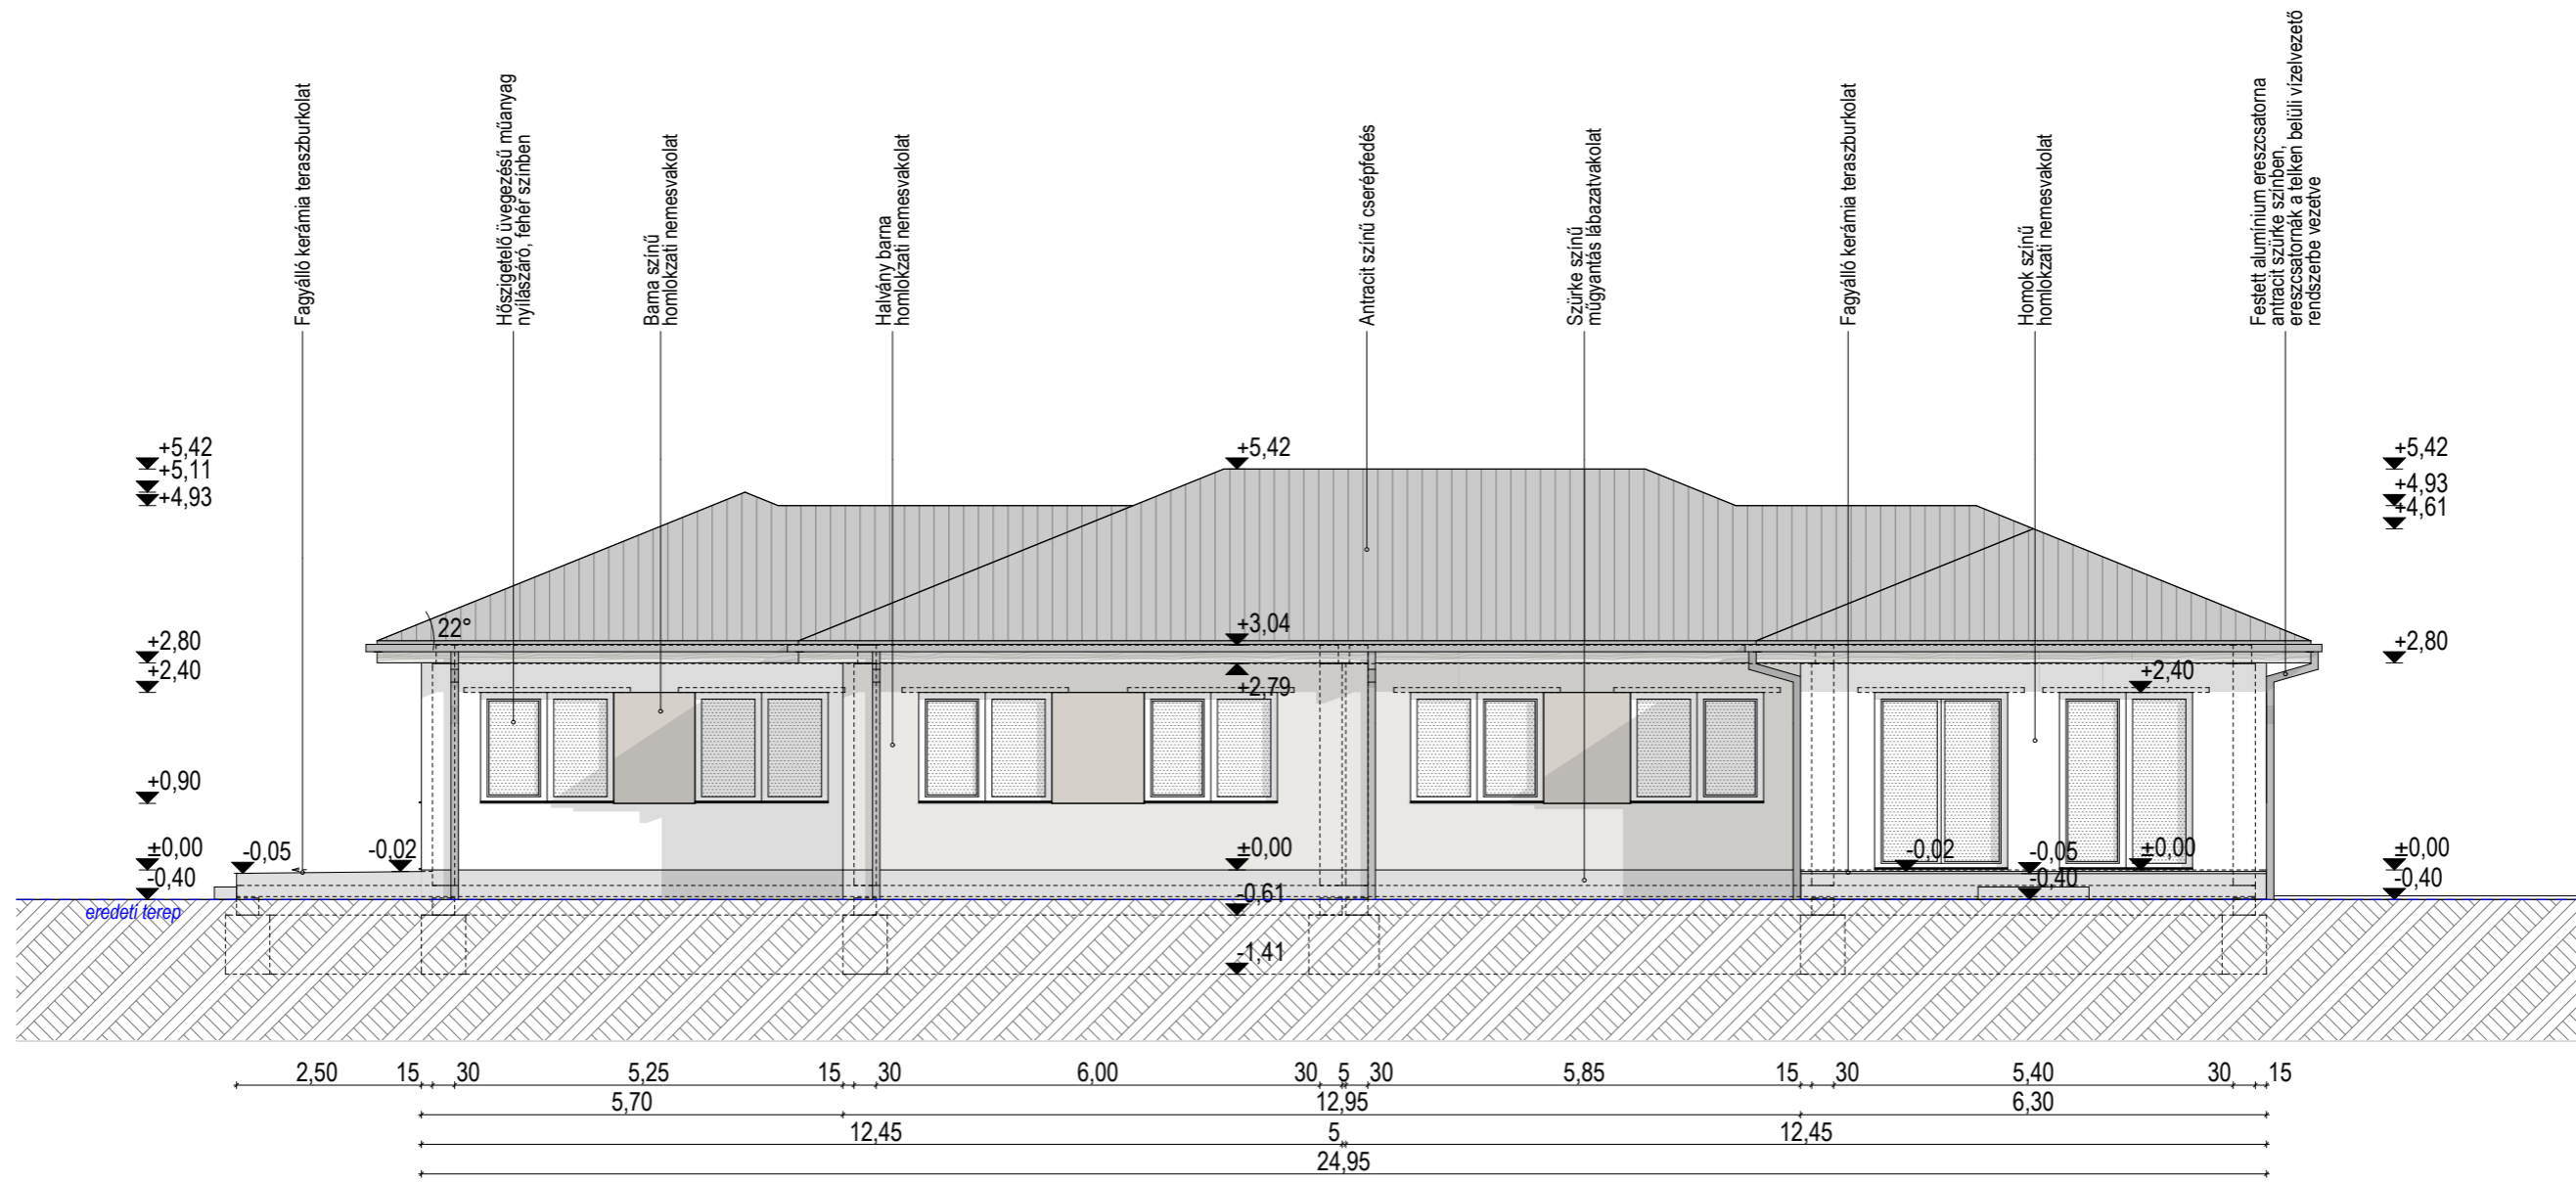 Fagyálló kerámia teraszburkolat
Hőszigetelő üvegezésű műanyag
nyílászáró, fehér színben
Barna színű
homlokzati nemesvakolat
Halvány barna
homlokzati nemesvakolat
Antracit színű cserépfedés
Szürke színű
műgyantás lábazatvakolat
Fagyálló kerámia teraszburkolat
Homok színű
homlokzati nemesvakolat
Festett alumínium ereszcsatorna
antracit szürke színben,
ereszcsatornák a telken belüli vízelvezető
rendszerbe vezetve
+5,42
+5,11
+4,93
+5,42
+5,42
+4,93
+4,61
22°
+2,80
+2,40
+3,04
+2,79
+2,40
+2,80
+0,90
±0,00
-0,40
-0,05
-0,02
±0,00
-0,61
-1,41
-0,02
-0,05
-0,40
±0,00
±0,00
-0,40
eredeti terep
2,50 15 30 5,25 15 30 6,00 30 5 30 5,85 15 30 5,40 30 15
5,70 12,95 6,30
12,45 5 12,45
24,95